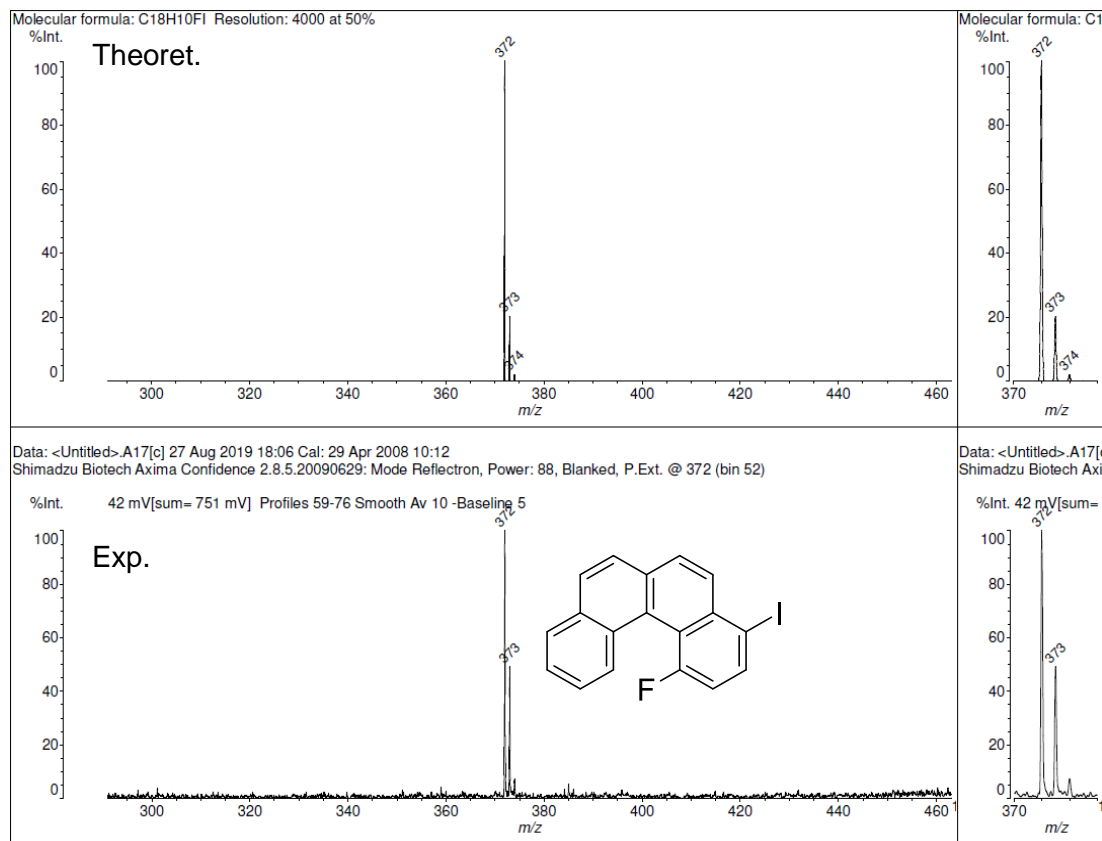 Molecular formula: C18H10FI Resolution: 4000 at 50%
%Int.
Theoret.
372
100
80
60
40
373
20
374
0
300 320 340 360 380 400 420 440 460
m/z
Molecular formula: C1
%Int.
372
100
80
60
40
373
20
374
0
370
m/z
Data: <Untitled>.A17[c] 27 Aug 2019 18:06 Cal: 29 Apr 2008 10:12
Shimadzu Biotech Axima Confidence 2.8.5.20090629: Mode Reflectron, Power: 88, Blanked, P.Ext. @ 372 (bin 52)
%Int. 42 mV[sum= 751 mV] Profiles 59-76 Smooth Av 10 -Baseline 5
372
100
Exp.
80
60
I
373
F
40
20
0
300 320 340 360 380 400 420 440 460
m/z
Data: <Untitled>.A17[c
Shimadzu Biotech Axi
%Int. 42 mV[sum=
372
100
80
60
373
40
20
0
370
m/z